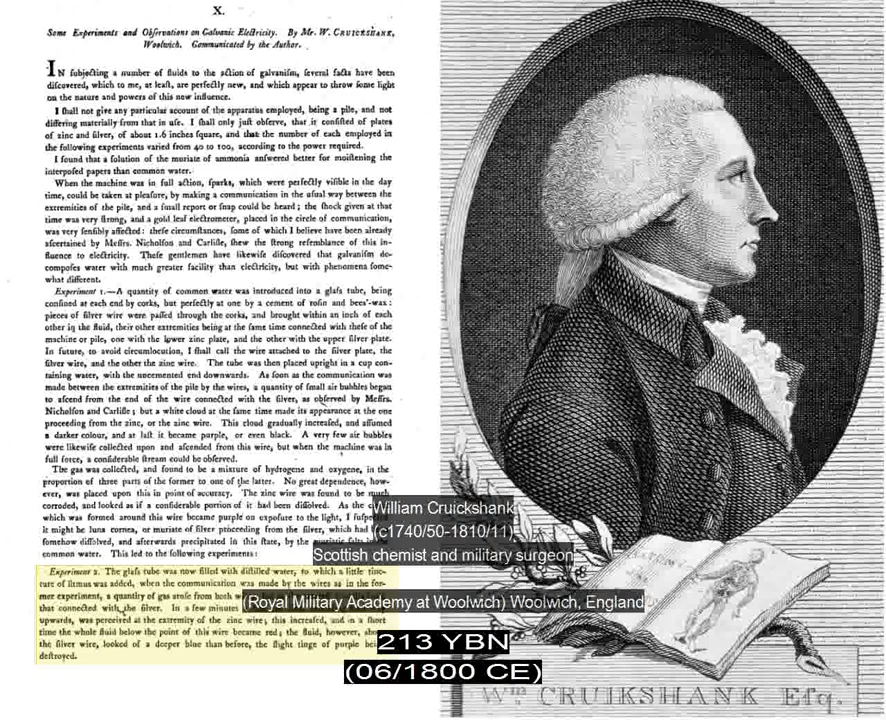 X.
Some Experiments and Obſervations on Galvanic Electricity. By Mr. W. CRUICKSHANK,
Woolwich. Communicated by the Author.
IN ſubjecting a number of fluids to the action of galvaniſm, ſeveral facts have been
diſcovered, which to me, at leaſt, are perfectly new, and which appear to throw ſome light
on the nature and powers of this new influence.
I ſhall not give any particular account of the apparatus employed, being a pile, and not
differing materially from that in uſe. I ſhall only juſt obſerve, that it conſiſted of plates
of zinc and ſilver, of about 1.6 inches ſquare, and that the number of each employed in
the following experiments varied from 40 to 100, according to the power required.
I found that a ſolution of the muriate of ammonia anſwered better for moiſtening the
interpoſed papers than common water.
When the machine was in full action, ſparks, which were perfectly viſible in the day
time, could be taken at pleaſure, by making a communication in the uſual way between the
extremities of the pile, and a ſmall report or ſnap could be heard; the ſhock given at that
time was very ſtrong, and a gold leaf electrometer, placed in the circle of communication,
was very ſenſibly affected: theſe circumſtances, ſome of which I believe have been already
aſcertained by Meſſrs. Nicholſon and Carliſle, ſhew the ſtrong reſemblance of this in-
fluence to electricity. Theſe gentlemen have likewiſe diſcovered that galvaniſm de-
compoſes water with much greater facility than electricity, but with phenomena ſome-
what different.
Experiment 1.—A quantity of common water was introduced into a glaſs tube, being
confined at each end by corks, but perfectly at one by a cement of roſin and bees'-wax:
pieces of ſilver wire were paſſed through the corks, and brought within an inch of each
other in the fluid, their other extremities being at the ſame time connected with theſe of the
machine or pile, one with the lower zinc plate, and the other with the upper ſilver plate.
In future, to avoid circumlocution, I ſhall call the wire attached to the ſilver plate, the
ſilver wire, and the other the zinc wire. The tube was then placed upright in a cup con-
taining water, with the uncemented end downwards. As ſoon as the communication was
made between the extremities of the pile by the wires, a quantity of ſmall air bubbles began
to aſcend from the end of the wire connected with the ſilver, as obſerved by Meſſrs.
Nicholſon and Carliſle; but a white cloud at the ſame time made its appearance at the one
proceeding from the zinc, or the zinc wire. This cloud gradually increaſed, and aſſumed
a darker colour, and at laſt it became purple, or even black. A very few air bubbles
were likewiſe collected upon and aſcended from this wire, but when the machine was in
full force, a conſiderable ſtream could be obſerved.
The gas was collected, and found to be a mixture of hydrogene and oxygene, in the
proportion of three parts of the former to one of the latter. No great dependence, how-
ever, was placed upon this in point of accuracy. The zinc wire was found to be much
corroded, and looked as if a conſiderable portion of it had been diſſolved. As the
which was formed around this wire became purple on expoſure to the light, I
it might be luna cornea, or muriate of ſilver proceeding from the ſilver, which had
ſomehow diſſolved, and afterwards precipitated in this ſtate, by the
common water. This led to the following experiments:
Experiment 2. The glaſs tube was now filled with diſtilled water, to which a little tinc-
ture of litmus was added, when the communication was made by the wires as in the for-
mer experiment, a quantity of gas aroſe from both
that connected with the ſilver. In a few minutes
upwards, was perceived at the extremity of the zinc wire; this increaſed, and in a ſhort
time the whole fluid below the point of this wire became red; the fluid, however,
the ſilver wire, looked of a deeper blue than before, the ſlight tinge of purple
deſtroyed.
William Cruickshank
(c1740/50-1810/11),
Scottish chemist and military surgeon
(Royal Military Academy at Woolwich) Woolwich, England
213 YBN
(06/1800 CE)
Wm CRUIKSHANK Eſq.